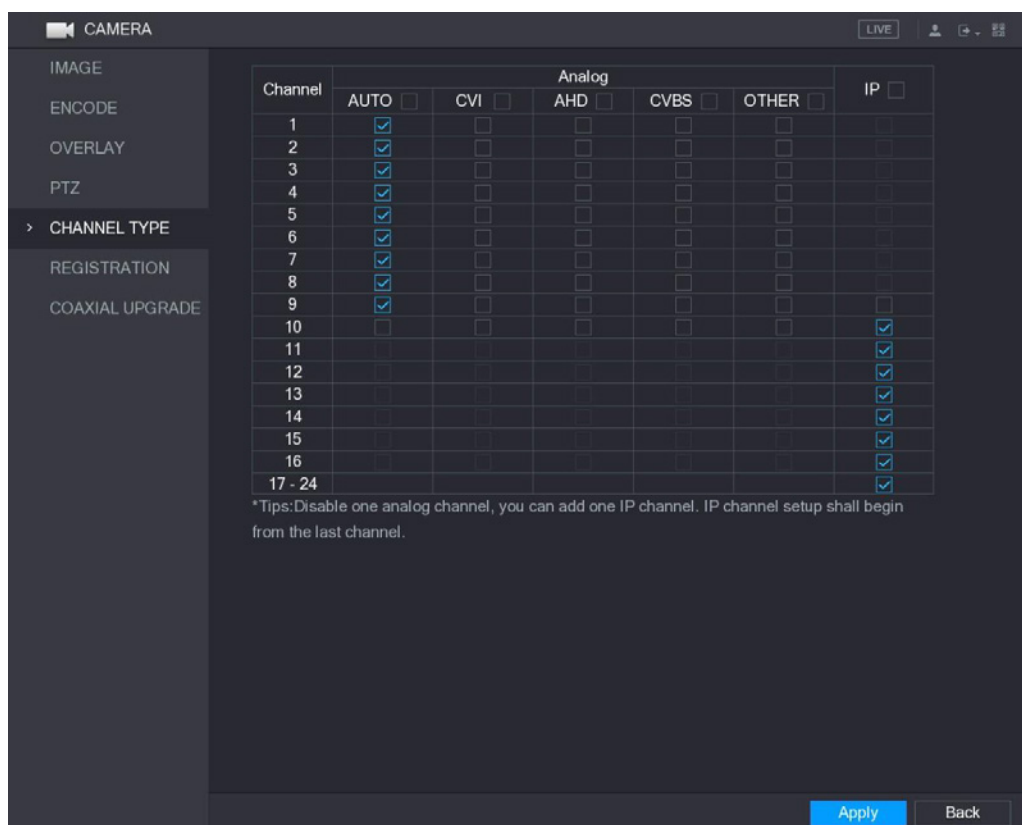 CAMERA
LIVE
IMAGE
ENCODE
OVERLAY
PTZ
CHANNEL TYPE
REGISTRATION
COAXIAL UPGRADE
Channel Analog IP
AUTO CVI AHD CVBS OTHER
1
2
3
4
5
6
7
8
9
10
11
12
13
14
15
16
17 - 24
*Tips:Disable one analog channel, you can add one IP channel. IP channel setup shall begin
from the last channel.
Apply Back